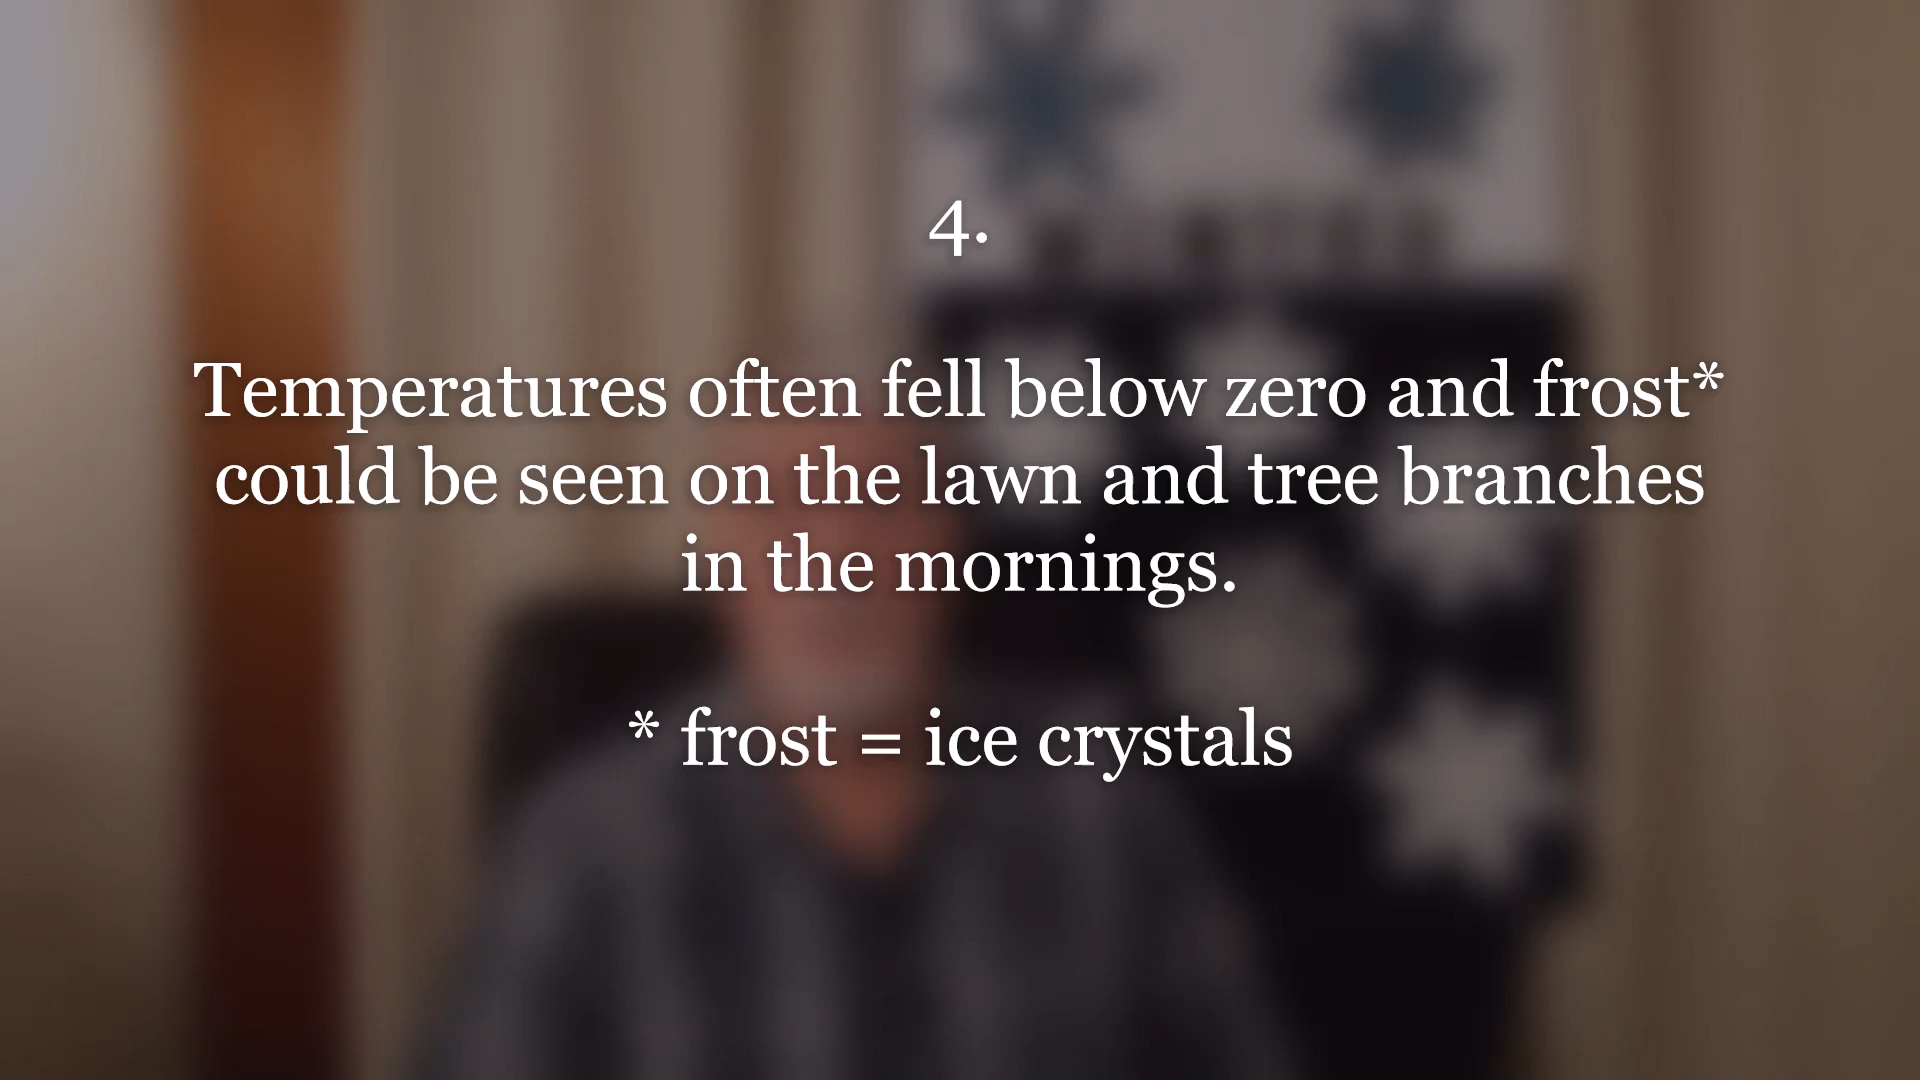 4.
Temperatures often fell below zero and frost*
could be seen on the lawn and tree branches
in the mornings.
* frost = ice crystals